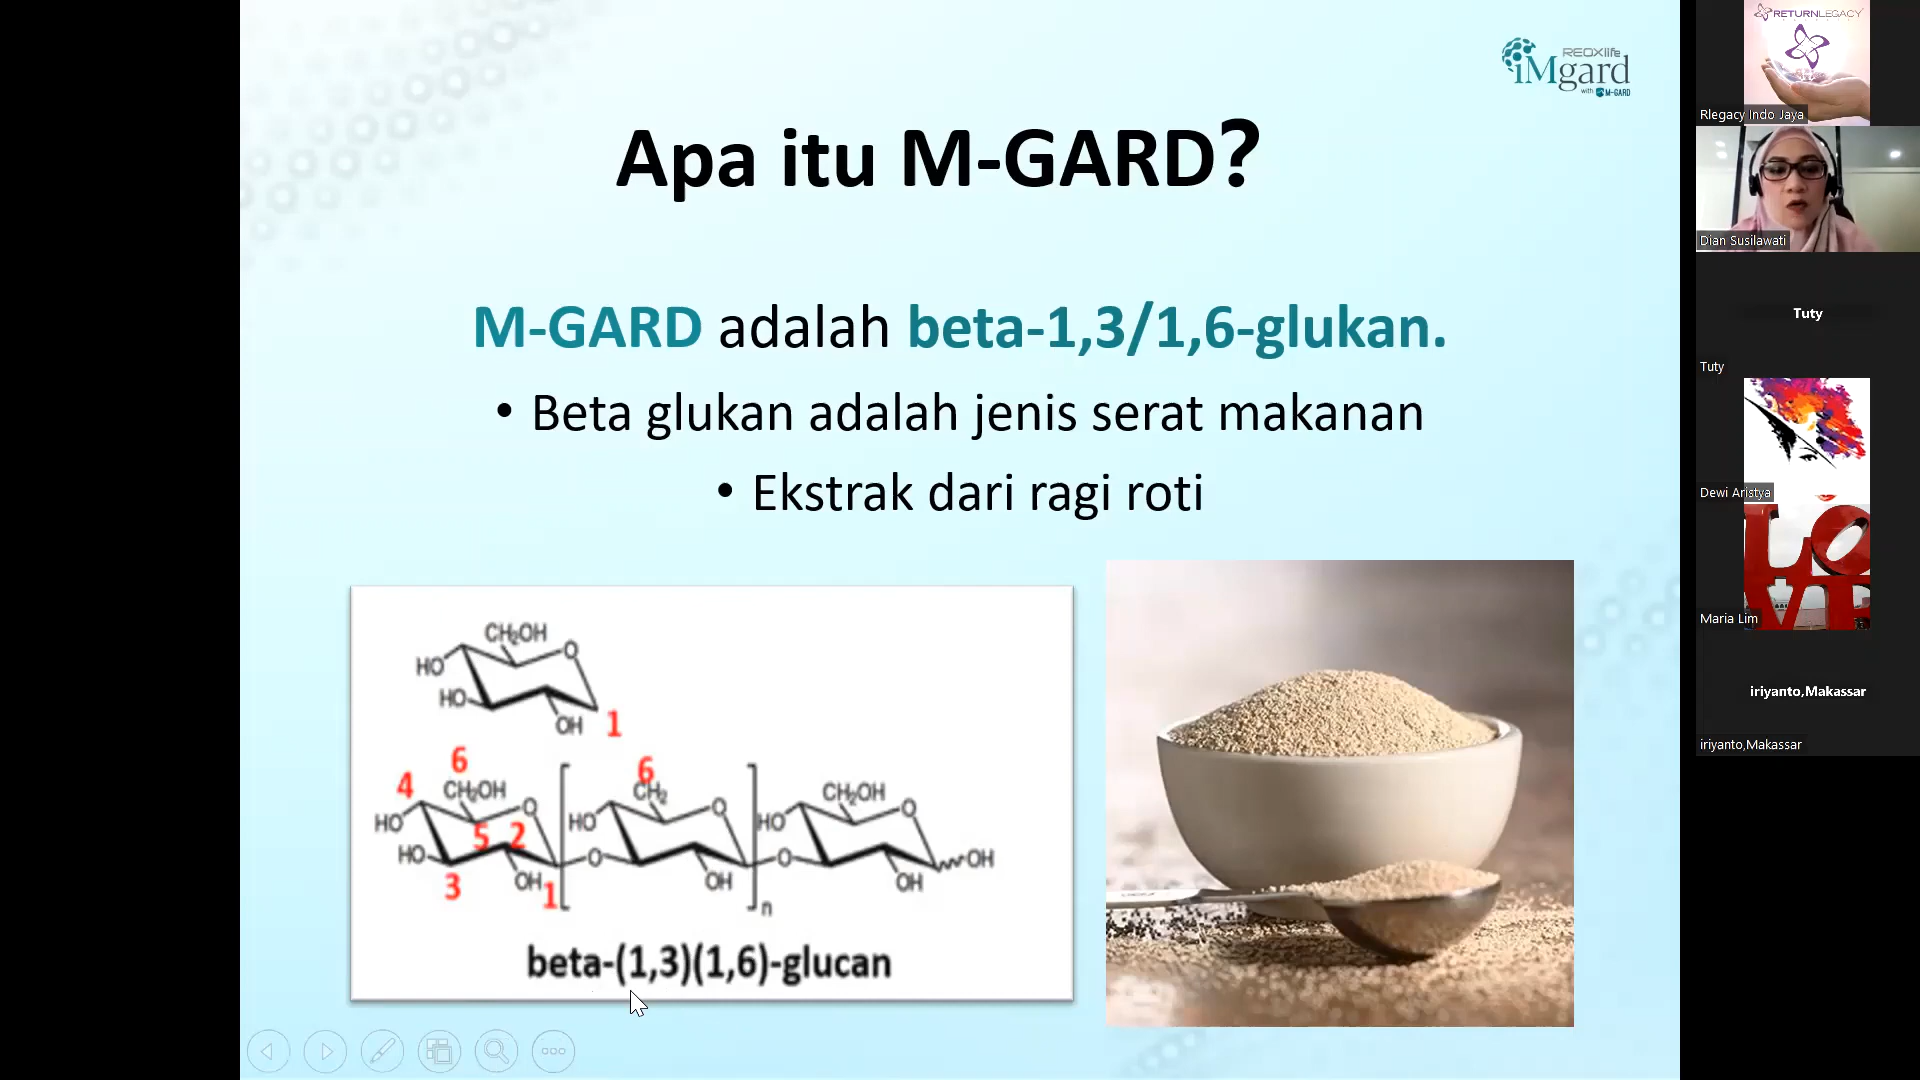 REOXlife
iMgard
with M-GARD
Apa itu M-GARD?
M-GARD adalah beta-1,3/1,6-glukan.
• Beta glukan adalah jenis serat makanan
• Ekstrak dari ragi roti
CH₂OH
O
HO
HO
OH
1
6
4
CH₂OH
O
HO
5
2
HO
3
OH
1
O
6
CH₂
HO
O
OH
n
O
CH₂OH
HO
O
OH
OH
beta-(1,3)(1,6)-glucan
RETURNLEGACY
Rlegacy Indo Jaya
Dian Susilawati
Tuty
Tuty
Dewi Aristya
LO
VE
Maria Lim
iriyanto,Makassar
iriyanto,Makassar